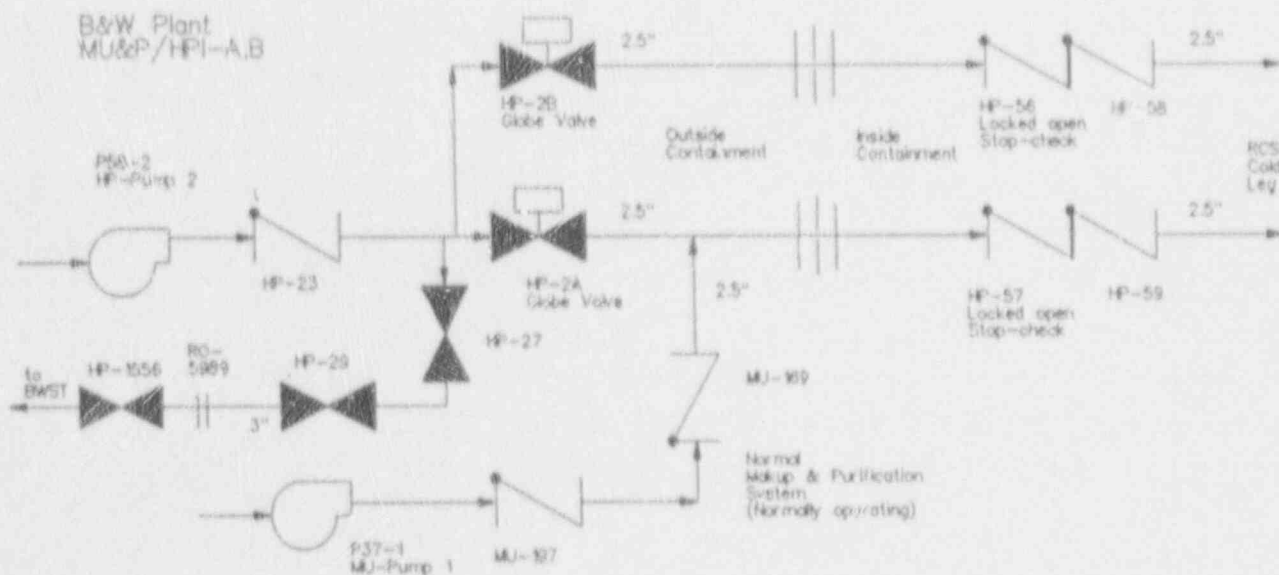 B&W Plant
MU&P/HPI-A,B
2.5"
HP-2B
Globe Valve
Outside
Containment
Inside
Containment
HP-56
Locked open
Stop-check
HP-58
2.5"
RCS
Cold
Leg
P58-2
HP-Pump 2
HP-23
2.5"
HP-2A
Globe Valve
2.5"
HP-57
Locked open
Stop-check
HP-59
2.5"
HP-27
to
BWST
HP-1556
RO-
5989
3"
HP-29
MU-169
Normal
Makup & Purification
System
(Normally operating)
P37-1
MU-Pump 1
MU-197